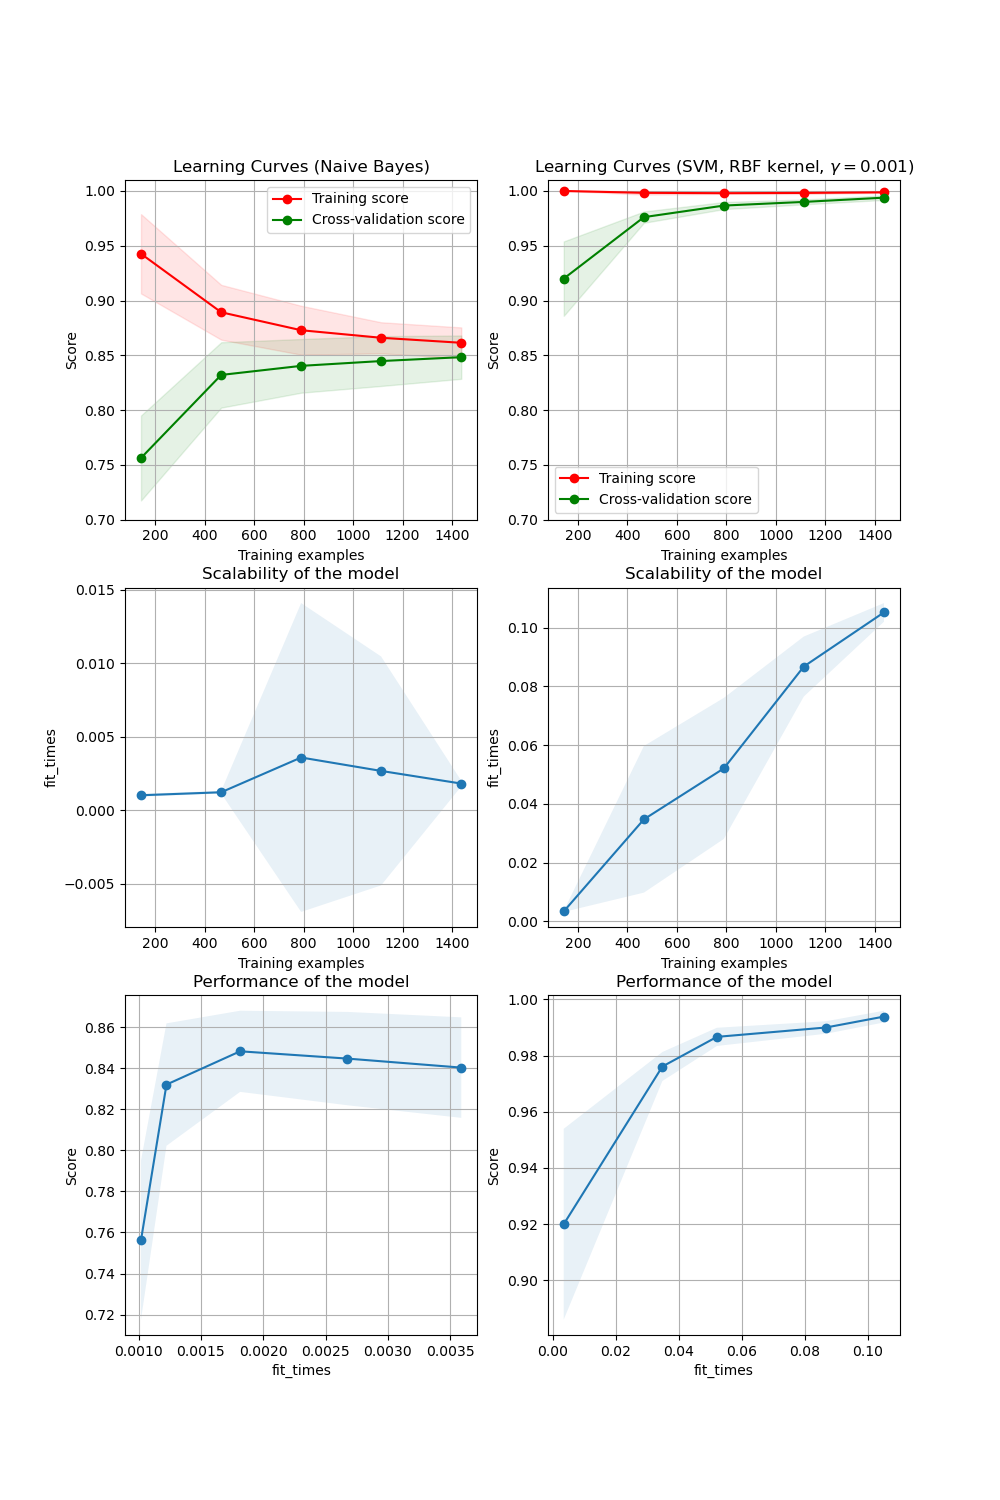 Learning Curves (Naive Bayes)
1.00
0.95
0.90
0.85
0.80
0.75
0.70
Score
Training score
Cross-validation score
200 400 600 800 1000 1200 1400
Training examples
Learning Curves (SVM, RBF kernel, γ = 0.001)
1.00
0.95
0.90
0.85
0.80
0.75
0.70
Score
Training score
Cross-validation score
200 400 600 800 1000 1200 1400
Training examples
Scalability of the model
0.015
0.010
0.005
0.000
−0.005
fit_times
200 400 600 800 1000 1200 1400
Training examples
Scalability of the model
0.10
0.08
0.06
0.04
0.02
0.00
fit_times
200 400 600 800 1000 1200 1400
Training examples
Performance of the model
0.86
0.84
0.82
0.80
0.78
0.76
0.74
0.72
Score
0.0010 0.0015 0.0020 0.0025 0.0030 0.0035
fit_times
Performance of the model
1.00
0.98
0.96
0.94
0.92
0.90
Score
0.00 0.02 0.04 0.06 0.08 0.10
fit_times